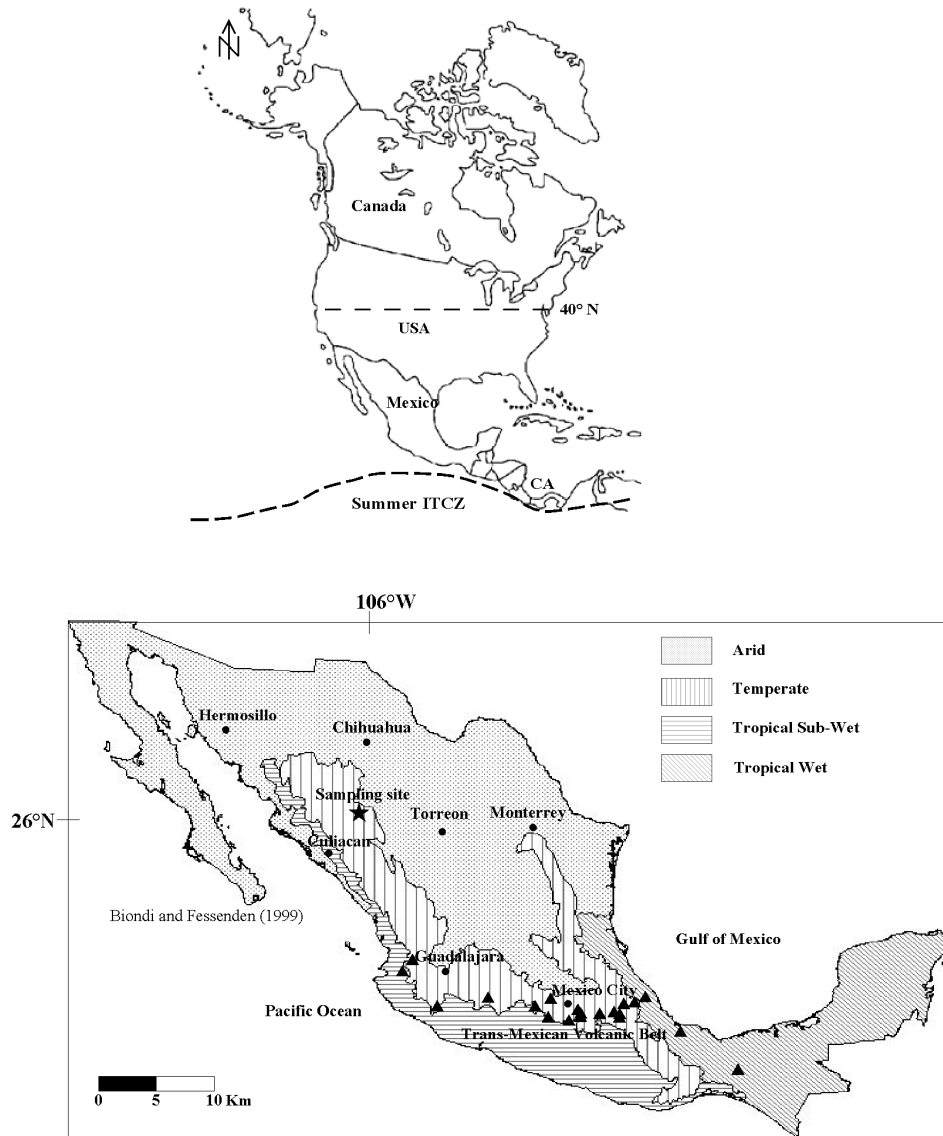 N
Canada
40° N
USA
Mexico
CA
Summer ITCZ
106°W
Arid
Temperate
Tropical Sub-Wet
Tropical Wet
Hermosillo
Chihuahua
Sampling site
Torreon
Monterrey
26°N
Culiacan
Biondi and Fessenden (1999)
Gulf of Mexico
Guadalajara
Mexico City
Pacific Ocean
Trans-Mexican Volcanic Belt
0 5 10 Km